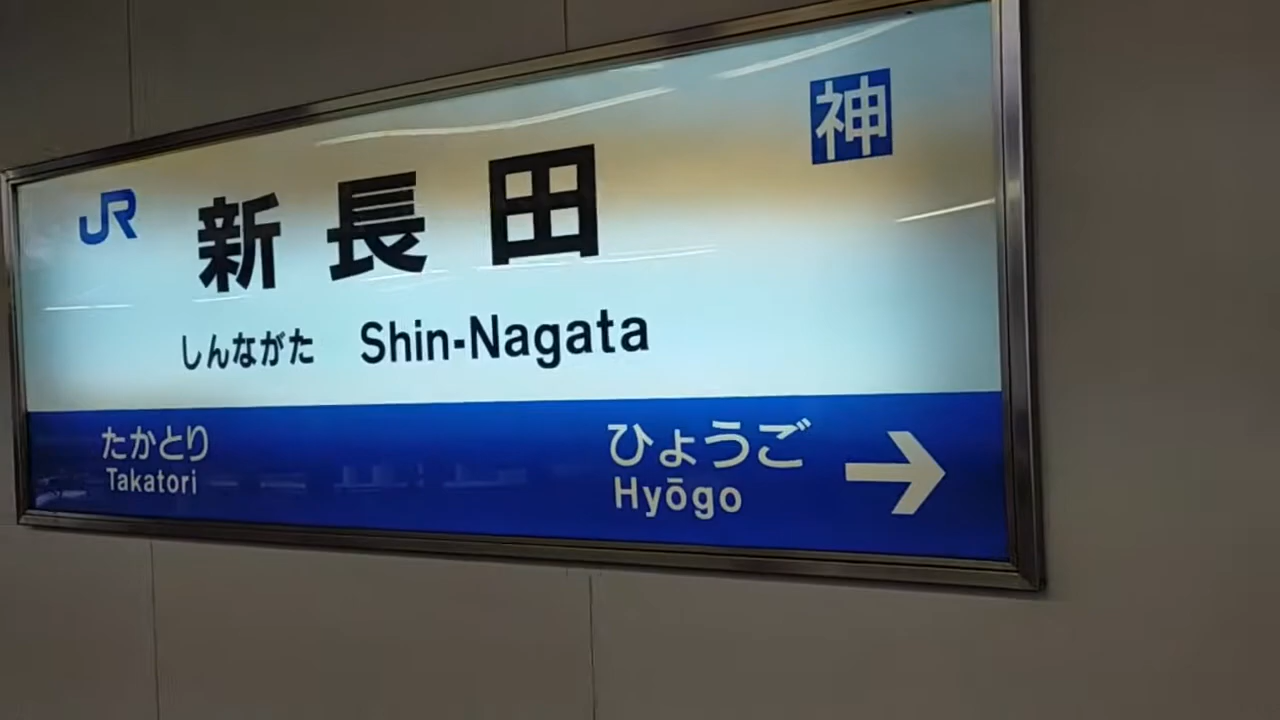 神
JR 新長田
しんながた Shin-Nagata
たかとり
Takatori
ひょうご →
Hyōgo